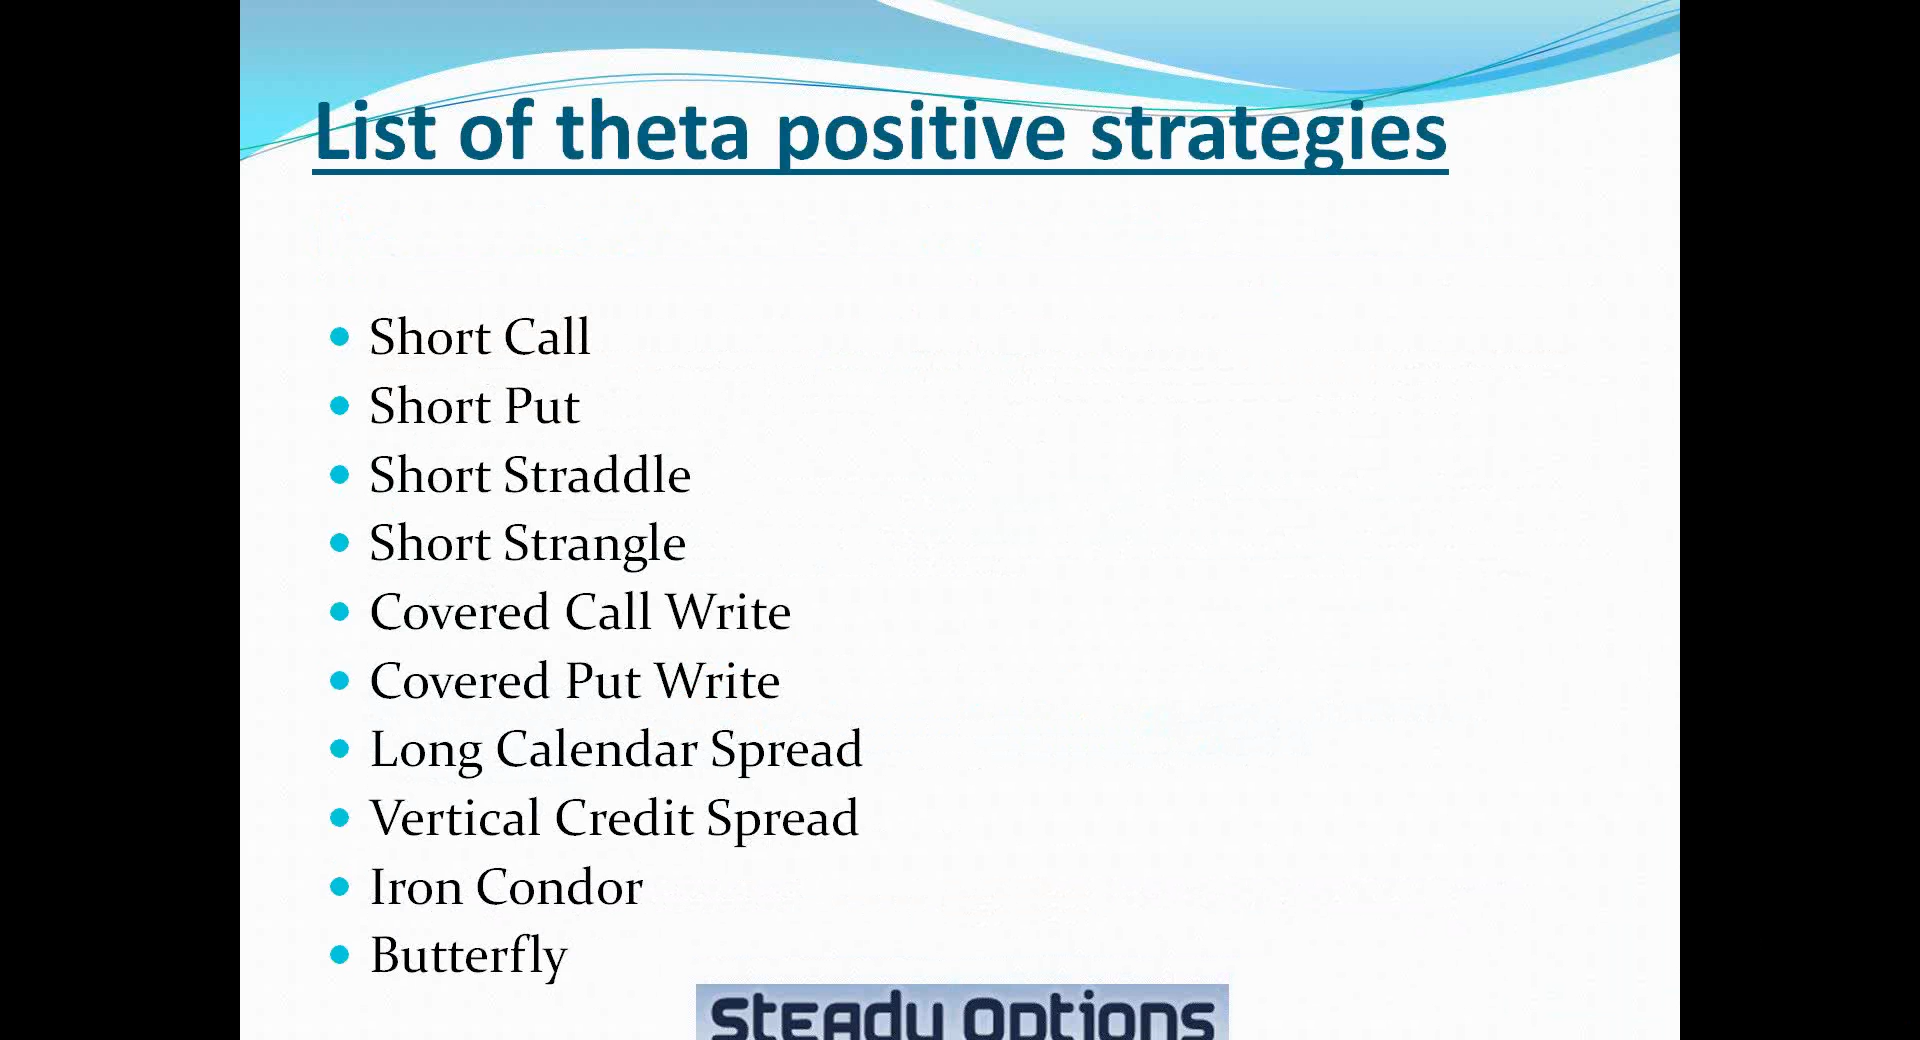 List of theta positive strategies
Short Call
Short Put
Short Straddle
Short Strangle
Covered Call Write
Covered Put Write
Long Calendar Spread
Vertical Credit Spread
Iron Condor
Butterfly
Steady Options